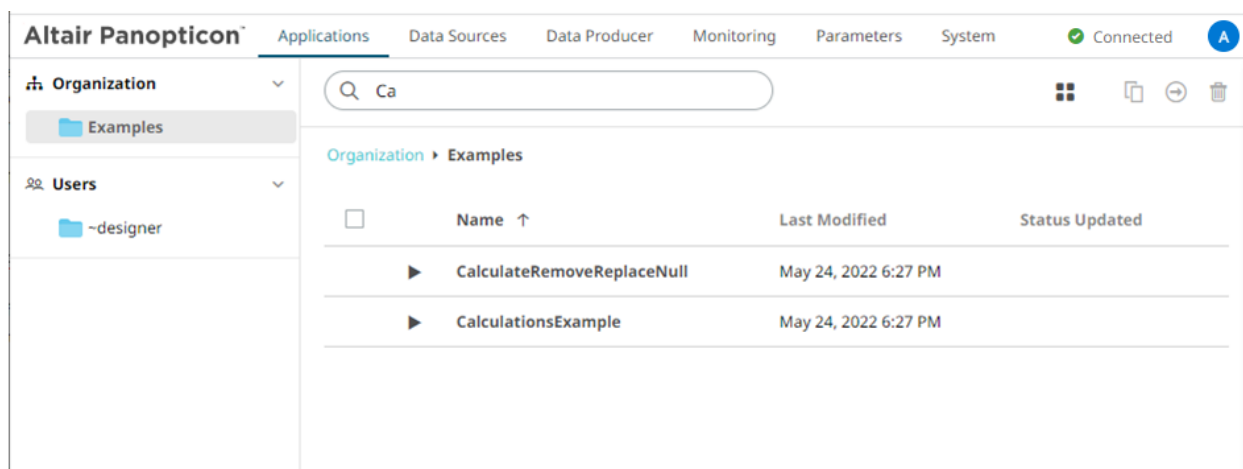 Altair Panopticon™ Applications Data Sources Data Producer Monitoring Parameters System Connected A
Organization
Examples
Users
~designer
Ca
Organization Examples
Name Last Modified Status Updated
CalculateRemoveReplaceNull May 24, 2022 6:27 PM
CalculationsExample May 24, 2022 6:27 PM